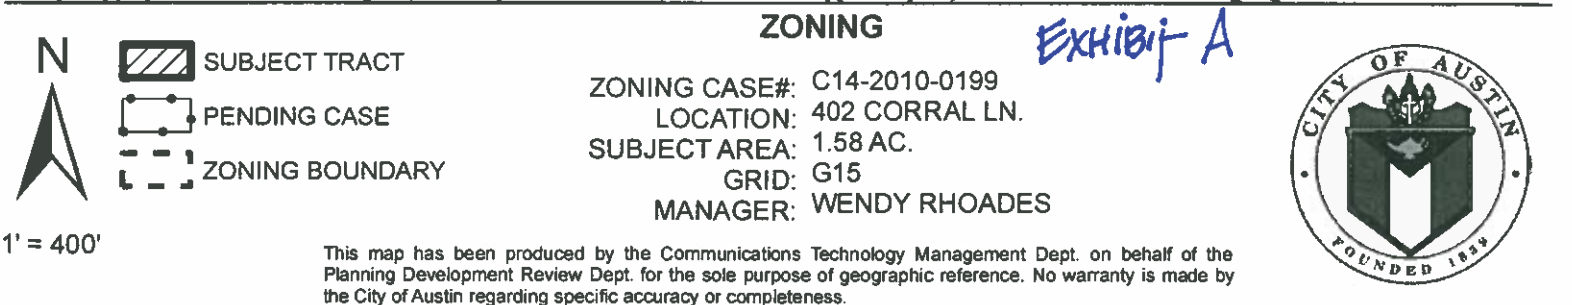 ZONING
EXHIBIT A
N
SUBJECT TRACT
PENDING CASE
ZONING BOUNDARY
1' = 400'
ZONING CASE#: C14-2010-0199
LOCATION: 402 CORRAL LN.
SUBJECT AREA: 1.58 AC.
GRID: G15
MANAGER: WENDY RHOADES
CITY OF AUSTIN
FOUNDED 1839
This map has been produced by the Communications Technology Management Dept. on behalf of the
Planning Development Review Dept. for the sole purpose of geographic reference. No warranty is made by
the City of Austin regarding specific accuracy or completeness.